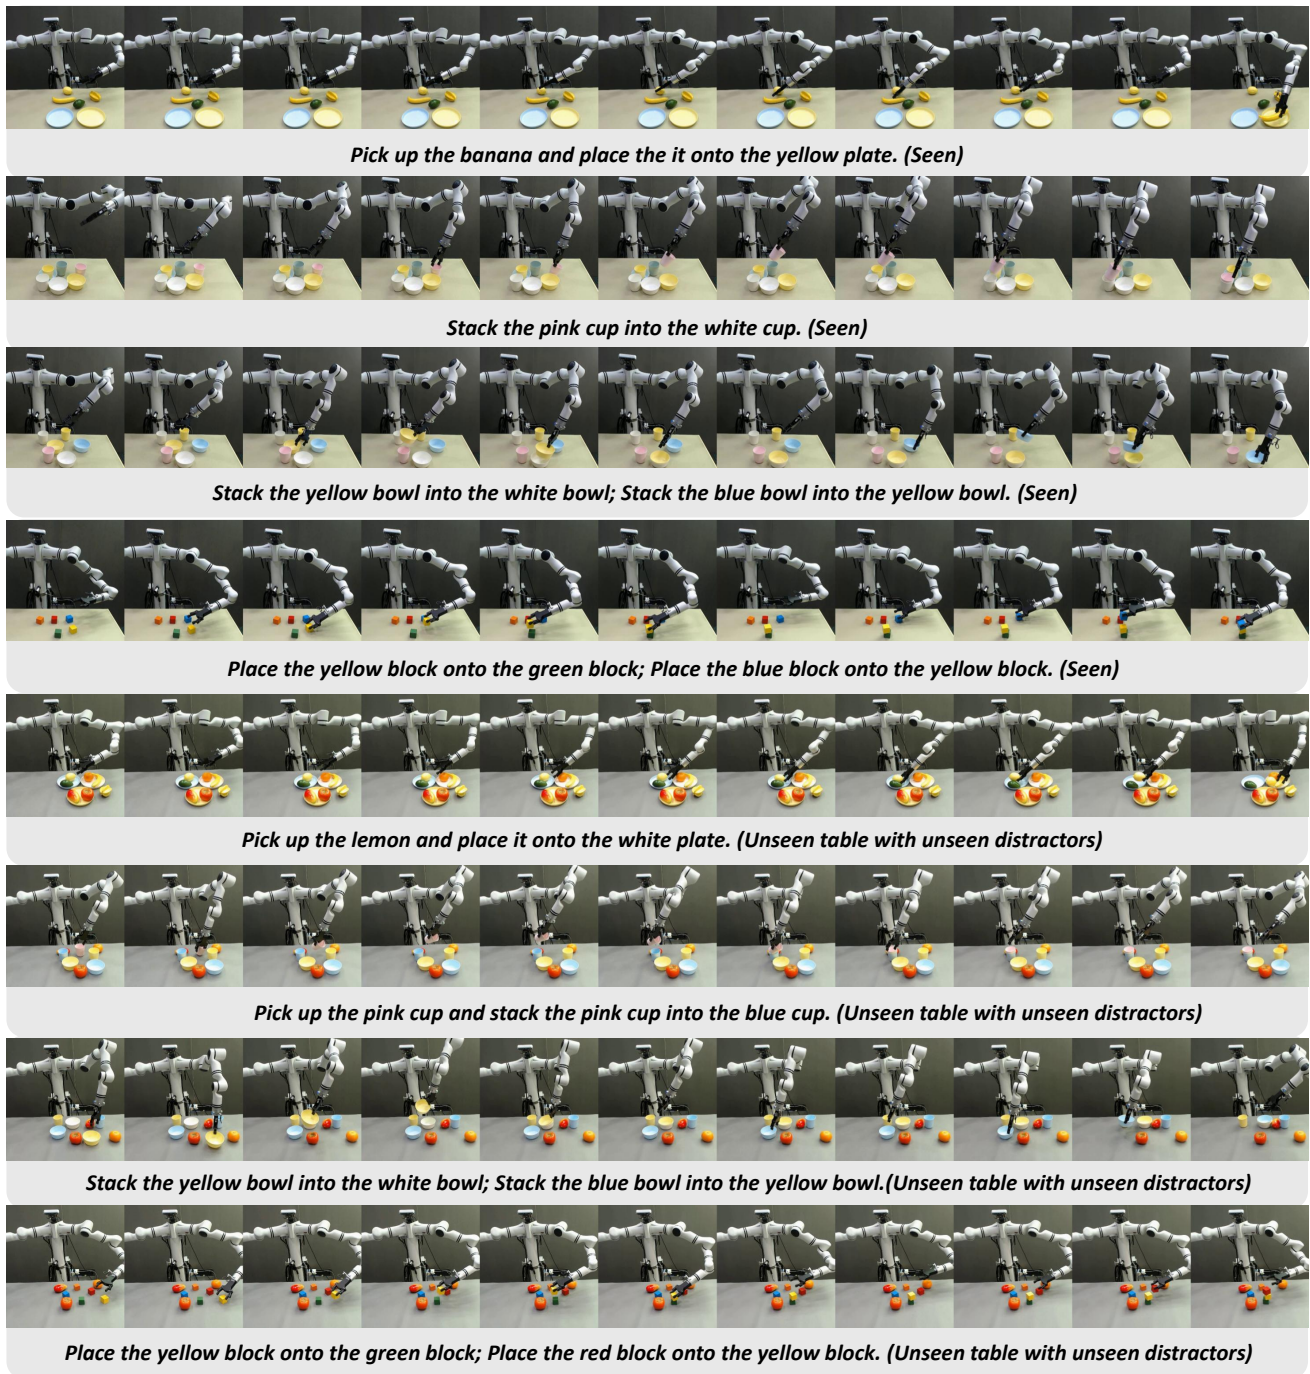 Pick up the banana and place the it onto the yellow plate. (Seen)
Stack the pink cup into the white cup. (Seen)
Stack the yellow bowl into the white bowl; Stack the blue bowl into the yellow bowl. (Seen)
Place the yellow block onto the green block; Place the blue block onto the yellow block. (Seen)
Pick up the lemon and place it onto the white plate. (Unseen table with unseen distractors)
Pick up the pink cup and stack the pink cup into the blue cup. (Unseen table with unseen distractors)
Stack the yellow bowl into the white bowl; Stack the blue bowl into the yellow bowl.(Unseen table with unseen distractors)
Place the yellow block onto the green block; Place the red block onto the yellow block. (Unseen table with unseen distractors)